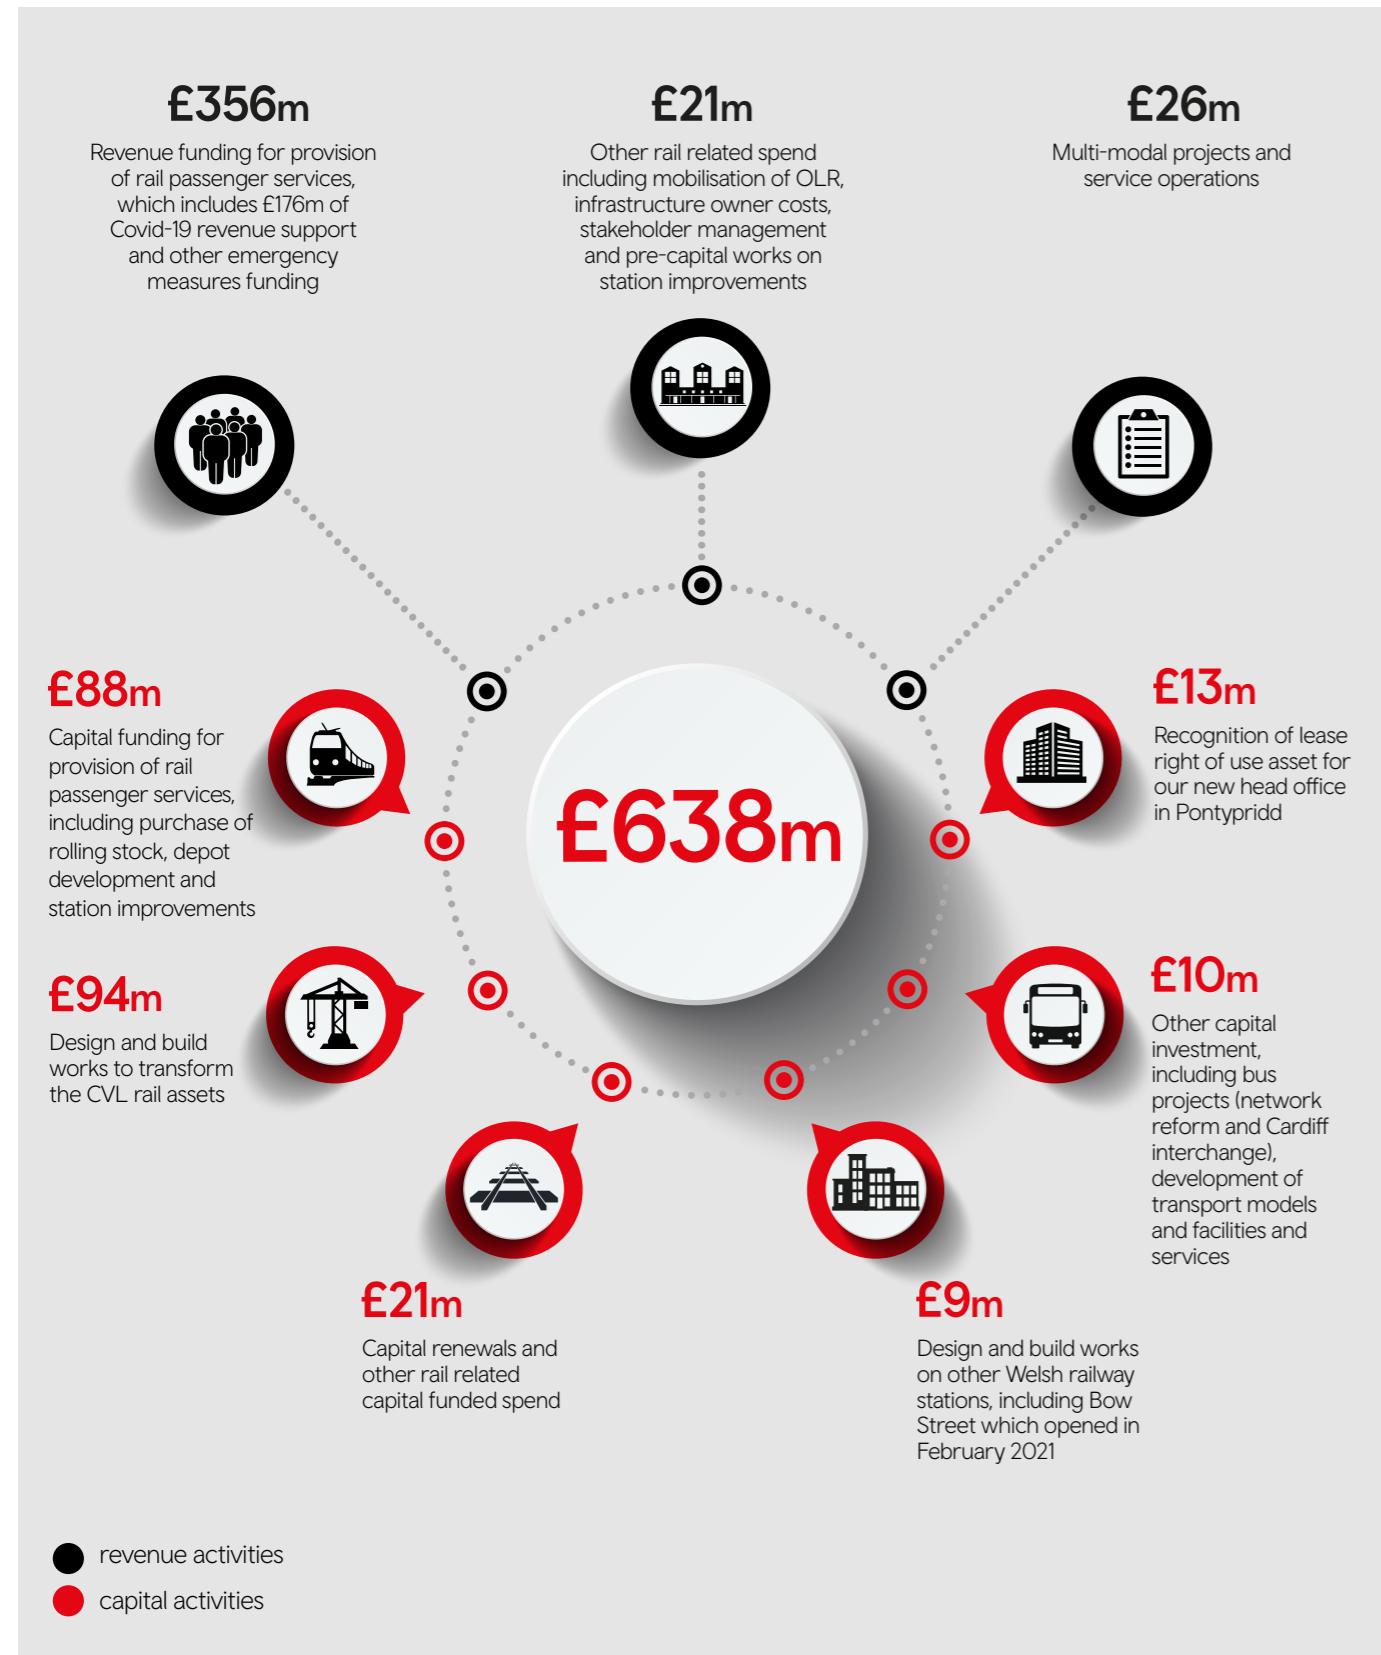 £356m
Revenue funding for provision
of rail passenger services,
which includes £176m of
Covid-19 revenue support
and other emergency
measures funding
£21m
Other rail related spend
including mobilisation of OLR,
infrastructure owner costs,
stakeholder management
and pre-capital works on
station improvements
£26m
Multi-modal projects and
service operations
£88m
Capital funding for
provision of rail
passenger services,
including purchase of
rolling stock, depot
development and
station improvements
£638m
£13m
Recognition of lease
right of use asset for
our new head office
in Pontypridd
£94m
Design and build
works to transform
the CVL rail assets
£10m
Other capital
investment,
including bus
projects (network
reform and Cardiff
interchange),
development of
transport models
and facilities and
services
£21m
Capital renewals and
other rail related
capital funded spend
£9m
Design and build works
on other Welsh railway
stations, including Bow
Street which opened in
February 2021
revenue activities
capital activities